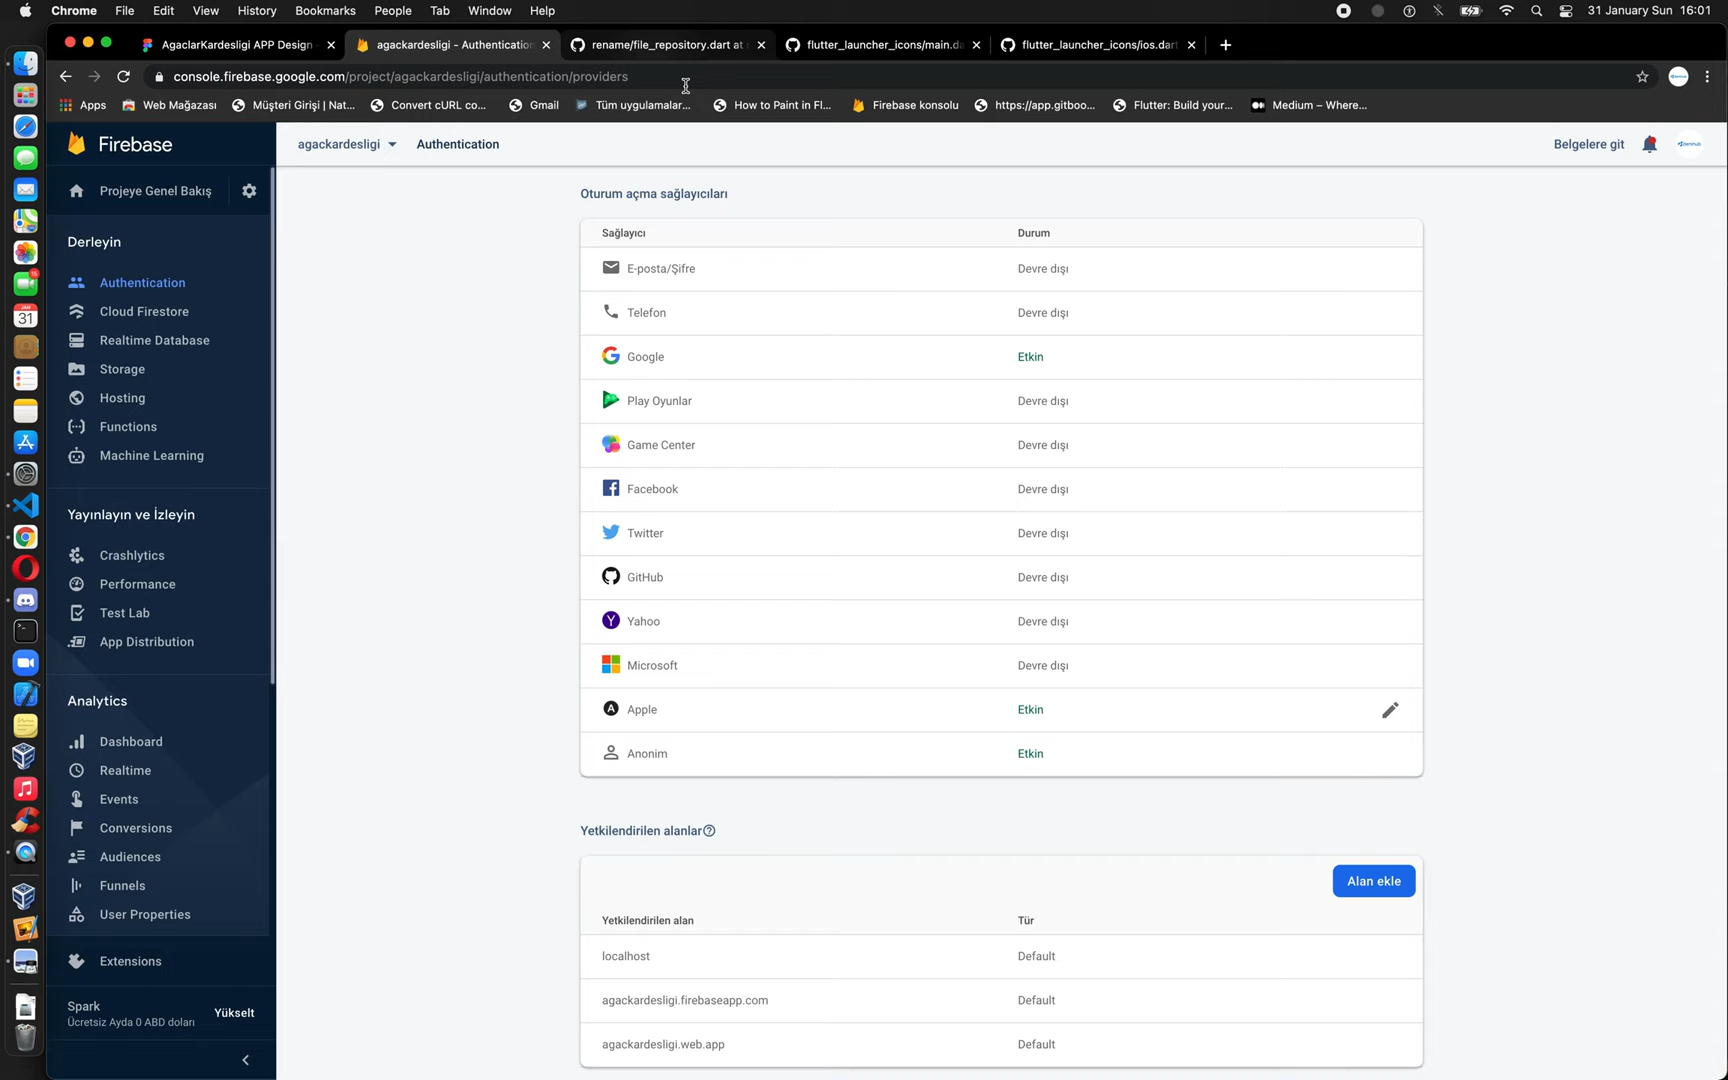 Chrome File Edit View History Bookmarks People Tab Window Help 31 January Sun 16:01
AgaclarKardesligi APP Design - agackardesligi - Authentication rename/file_repository.dart at flutter_launcher_icons/main.da flutter_launcher_icons/ios.dart
console.firebase.google.com/project/agackardesligi/authentication/providers
Apps Web Mağazası Müşteri Girişi | Nat... Convert cURL co... Gmail Tüm uygulamalar... How to Paint in Fl... Firebase konsolu https://app.gitboo... Flutter: Build your... Medium – Where...
Firebase
agackardesligi Authentication Belgelere git
Projeye Genel Bakış
Derleyin
Authentication
Cloud Firestore
Realtime Database
Storage
Hosting
Functions
Machine Learning
Yayınlayın ve İzleyin
Crashlytics
Performance
Test Lab
App Distribution
Analytics
Dashboard
Realtime
Events
Conversions
Audiences
Funnels
User Properties
Extensions
Spark
Ücretsiz Ayda 0 ABD doları
Yükselt
Oturum açma sağlayıcıları
Sağlayıcı Durum
E-posta/Şifre Devre dışı
Telefon Devre dışı
Google Etkin
Play Oyunlar Devre dışı
Game Center Devre dışı
Facebook Devre dışı
Twitter Devre dışı
GitHub Devre dışı
Yahoo Devre dışı
Microsoft Devre dışı
Apple Etkin
Anonim Etkin
Yetkilendirilen alanlar
Alan ekle
Yetkilendirilen alan Tür
localhost Default
agackardesligi.firebaseapp.com Default
agackardesligi.web.app Default